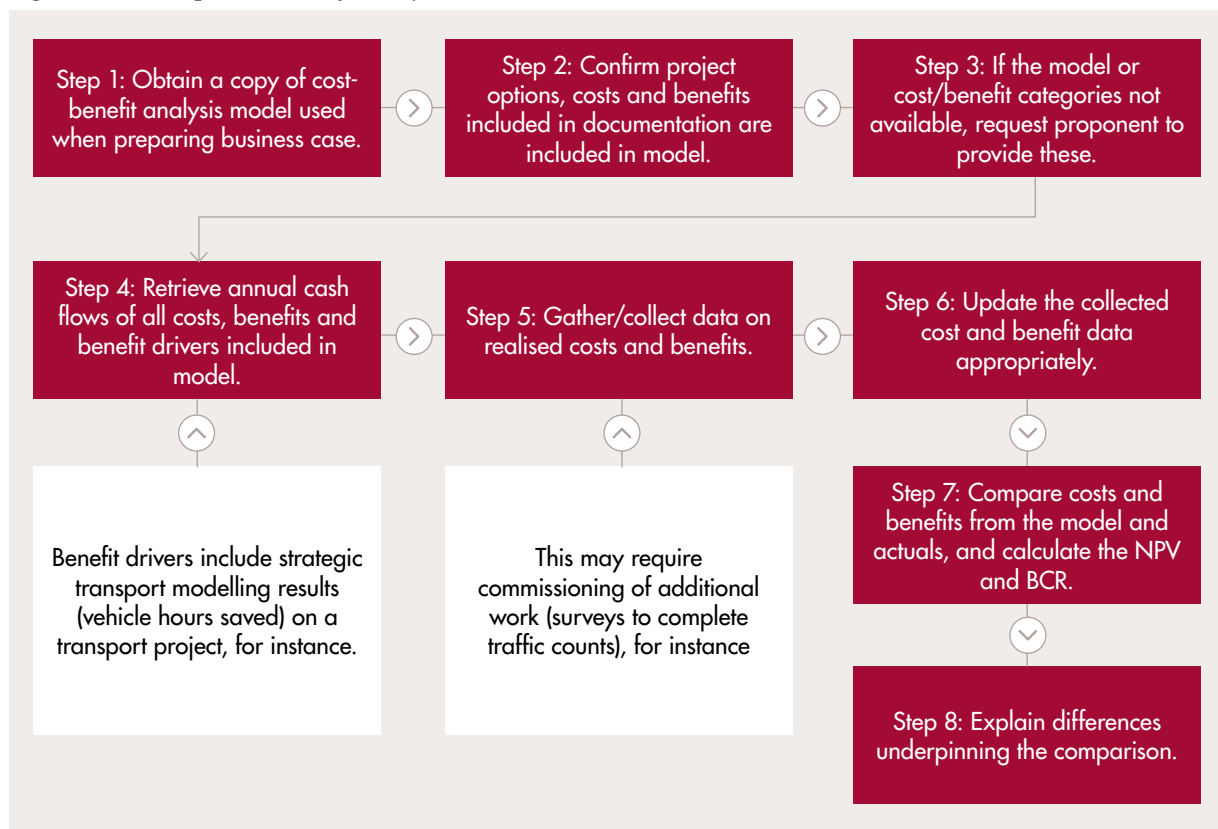 Step 1: Obtain a copy of cost-
benefit analysis model used
when preparing business case.
Step 2: Confirm project
options, costs and benefits
included in documentation are
included in model.
Step 3: If the model or
cost/benefit categories not
available, request proponent to
provide these.
Step 4: Retrieve annual cash
flows of all costs, benefits and
benefit drivers included in
model.
Step 5: Gather/collect data on
realised costs and benefits.
Step 6: Update the collected
cost and benefit data
appropriately.
Benefit drivers include strategic
transport modelling results
(vehicle hours saved) on a
transport project, for instance.
This may require
commissioning of additional
work (surveys to complete
traffic counts), for instance
Step 7: Compare costs and
benefits from the model and
actuals, and calculate the NPV
and BCR.
Step 8: Explain differences
underpinning the comparison.